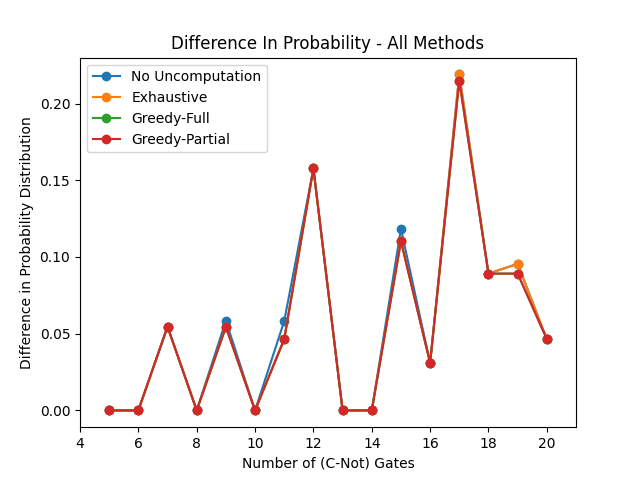 Difference In Probability - All Methods
No Uncomputation
Exhaustive
Greedy-Full
Greedy-Partial
Difference in Probability Distribution
0.20
0.15
0.10
0.05
0.00
4 6 8 10 12 14 16 18 20
Number of (C-Not) Gates